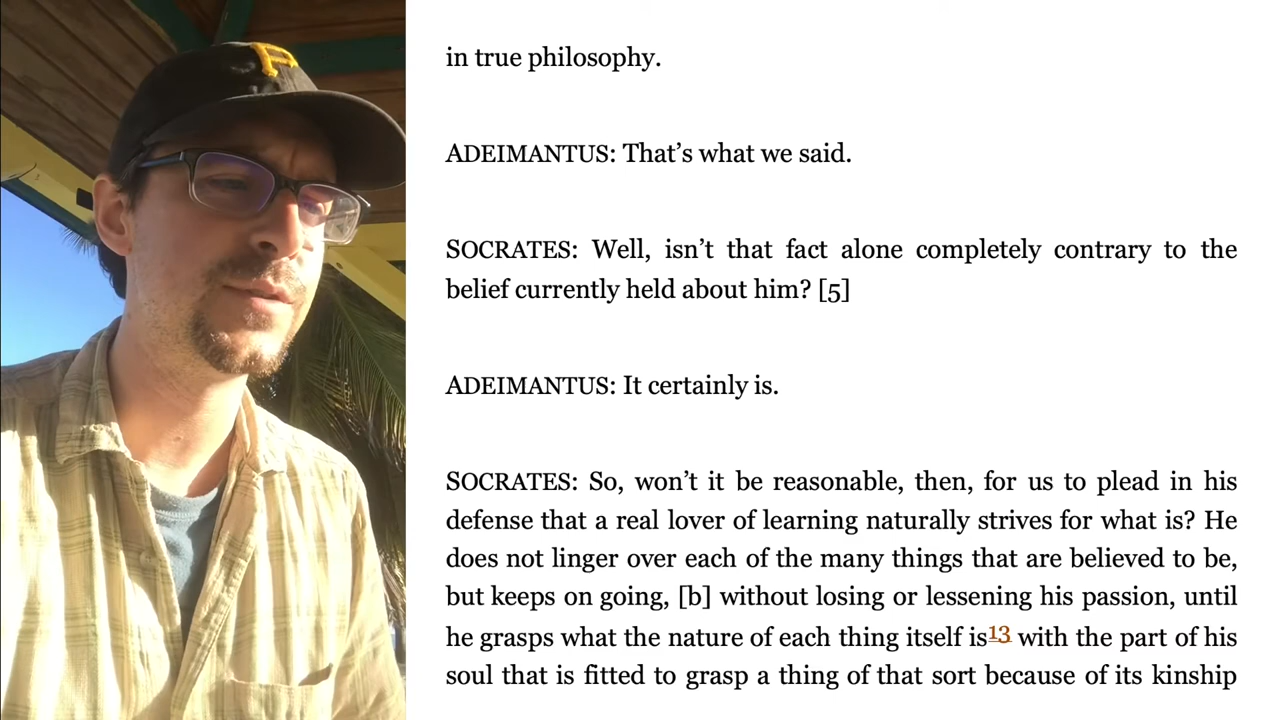 P
in true philosophy.
ADEIMANTUS: That’s what we said.
SOCRATES: Well, isn’t that fact alone completely contrary to the
belief currently held about him? [5]
ADEIMANTUS: It certainly is.
SOCRATES: So, won’t it be reasonable, then, for us to plead in his
defense that a real lover of learning naturally strives for what is? He
does not linger over each of the many things that are believed to be,
but keeps on going, [b] without losing or lessening his passion, until
he grasps what the nature of each thing itself is13 with the part of his
soul that is fitted to grasp a thing of that sort because of its kinship